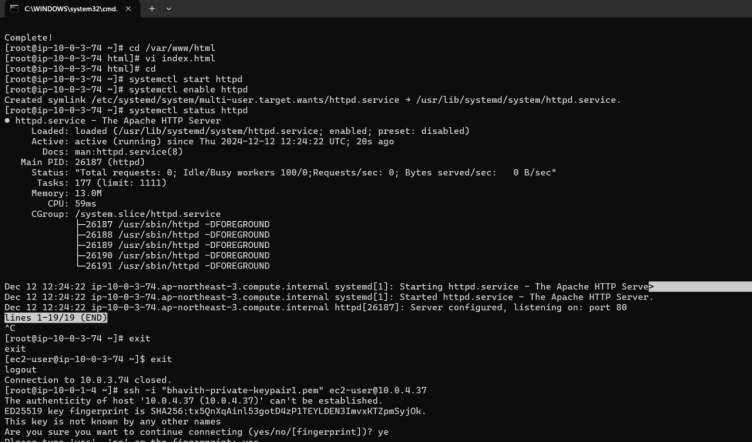 C:\WINDOWS\system32\cmd.
Complete!
[root@ip-10-0-3-74 ~]# cd /var/www/html
[root@ip-10-0-3-74 html]# vi index.html
[root@ip-10-0-3-74 html]# cd
[root@ip-10-0-3-74 ~]# systemctl start httpd
[root@ip-10-0-3-74 ~]# systemctl enable httpd
Created symlink /etc/systemd/system/multi-user.target.wants/httpd.service → /usr/lib/systemd/system/httpd.service.
[root@ip-10-0-3-74 ~]# systemctl status httpd
● httpd.service - The Apache HTTP Server
Loaded: loaded (/usr/lib/systemd/system/httpd.service; enabled; preset: disabled)
Active: active (running) since Thu 2024-12-12 12:24:22 UTC; 20s ago
Docs: man:httpd.service(8)
Main PID: 26187 (httpd)
Status: "Total requests: 0; Idle/Busy workers 100/0;Requests/sec: 0; Bytes served/sec:   0 B/sec"
Tasks: 177 (limit: 1111)
Memory: 13.0M
CPU: 59ms
CGroup: /system.slice/httpd.service
├─26187 /usr/sbin/httpd -DFOREGROUND
├─26188 /usr/sbin/httpd -DFOREGROUND
├─26189 /usr/sbin/httpd -DFOREGROUND
├─26190 /usr/sbin/httpd -DFOREGROUND
└─26191 /usr/sbin/httpd -DFOREGROUND
Dec 12 12:24:22 ip-10-0-3-74.ap-northeast-3.compute.internal systemd[1]: Starting httpd.service - The Apache HTTP Serve>
Dec 12 12:24:22 ip-10-0-3-74.ap-northeast-3.compute.internal systemd[1]: Started httpd.service - The Apache HTTP Server.
Dec 12 12:24:22 ip-10-0-3-74.ap-northeast-3.compute.internal httpd[26187]: Server configured, listening on: port 80
lines 1-19/19 (END)
^C
[root@ip-10-0-3-74 ~]# exit
exit
[ec2-user@ip-10-0-3-74 ~]$ exit
logout
Connection to 10.0.3.74 closed.
[root@ip-10-0-1-4 ~]# ssh -i "bhavith-private-keypair1.pem" ec2-user@10.0.4.37
The authenticity of host '10.0.4.37 (10.0.4.37)' can't be established.
ED25519 key fingerprint is SHA256:tx5QnXqAinl53gotD4zP1TEYLDEN3ImvxKTZpmSyjOk.
This key is not known by any other names
Are you sure you want to continue connecting (yes/no/[fingerprint])? ye
Please type 'yes', 'no' or the fingerprint: yes